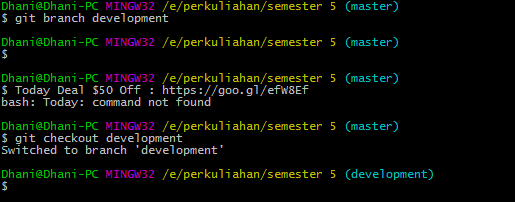 Dhani@Dhani-PC MINGW32 /e/perkuliahan/semester 5 (master)
$ git branch development
Dhani@Dhani-PC MINGW32 /e/perkuliahan/semester 5 (master)
$
Dhani@Dhani-PC MINGW32 /e/perkuliahan/semester 5 (master)
$ Today Deal $50 Off : https://goo.gl/efW8Ef
bash: Today: command not found
Dhani@Dhani-PC MINGW32 /e/perkuliahan/semester 5 (master)
$ git checkout development
Switched to branch 'development'
Dhani@Dhani-PC MINGW32 /e/perkuliahan/semester 5 (development)
$